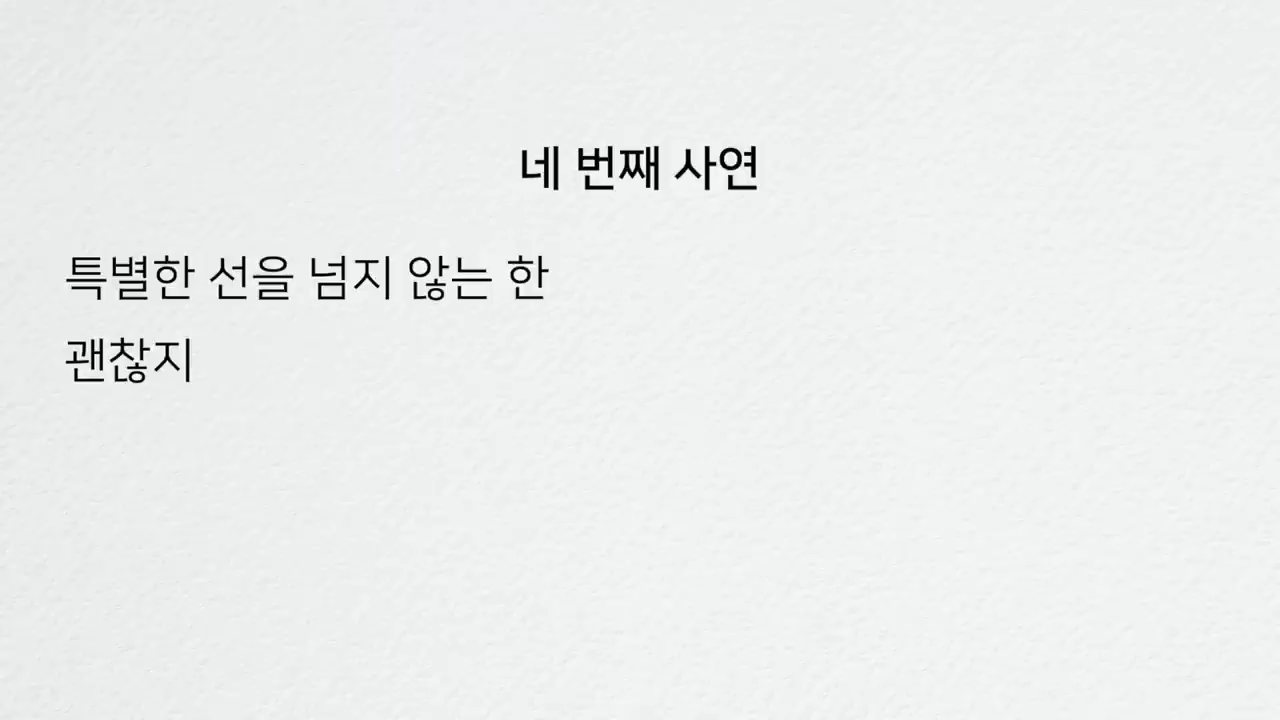 네 번째 사연
특별한 선을 넘지 않는 한
괜찮지